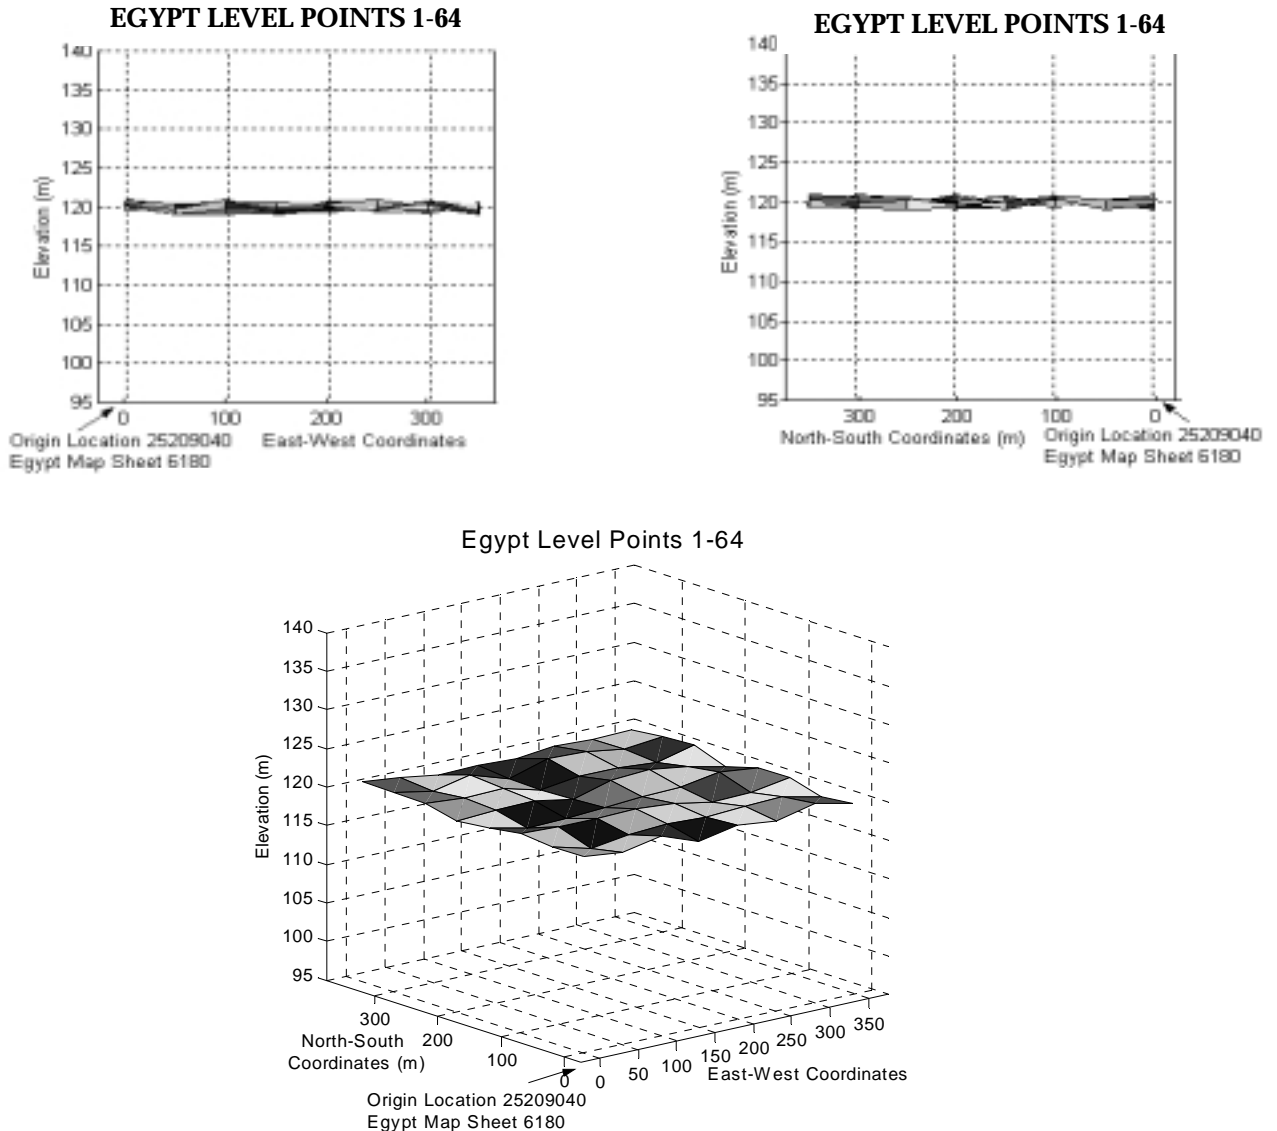 EGYPT LEVEL POINTS 1-64
140
135
130
125
120
115
110
105
100
95
Elevation (m)
0 100 200 300
Origin Location 25209040 East-West Coordinates
Egypt Map Sheet 6180
EGYPT LEVEL POINTS 1-64
140
135
130
125
120
115
110
105
100
95
Elevation (m)
300 200 100 0
North-South Coordinates (m) Origin Location 25209040
Egypt Map Sheet 6180
Egypt Level Points 1-64
140
135
130
125
120
115
110
105
100
95
Elevation (m)
300
200
100
0
North-South
Coordinates (m)
0 50 100 150 200 250 300 350
East-West Coordinates
Origin Location 25209040
Egypt Map Sheet 6180